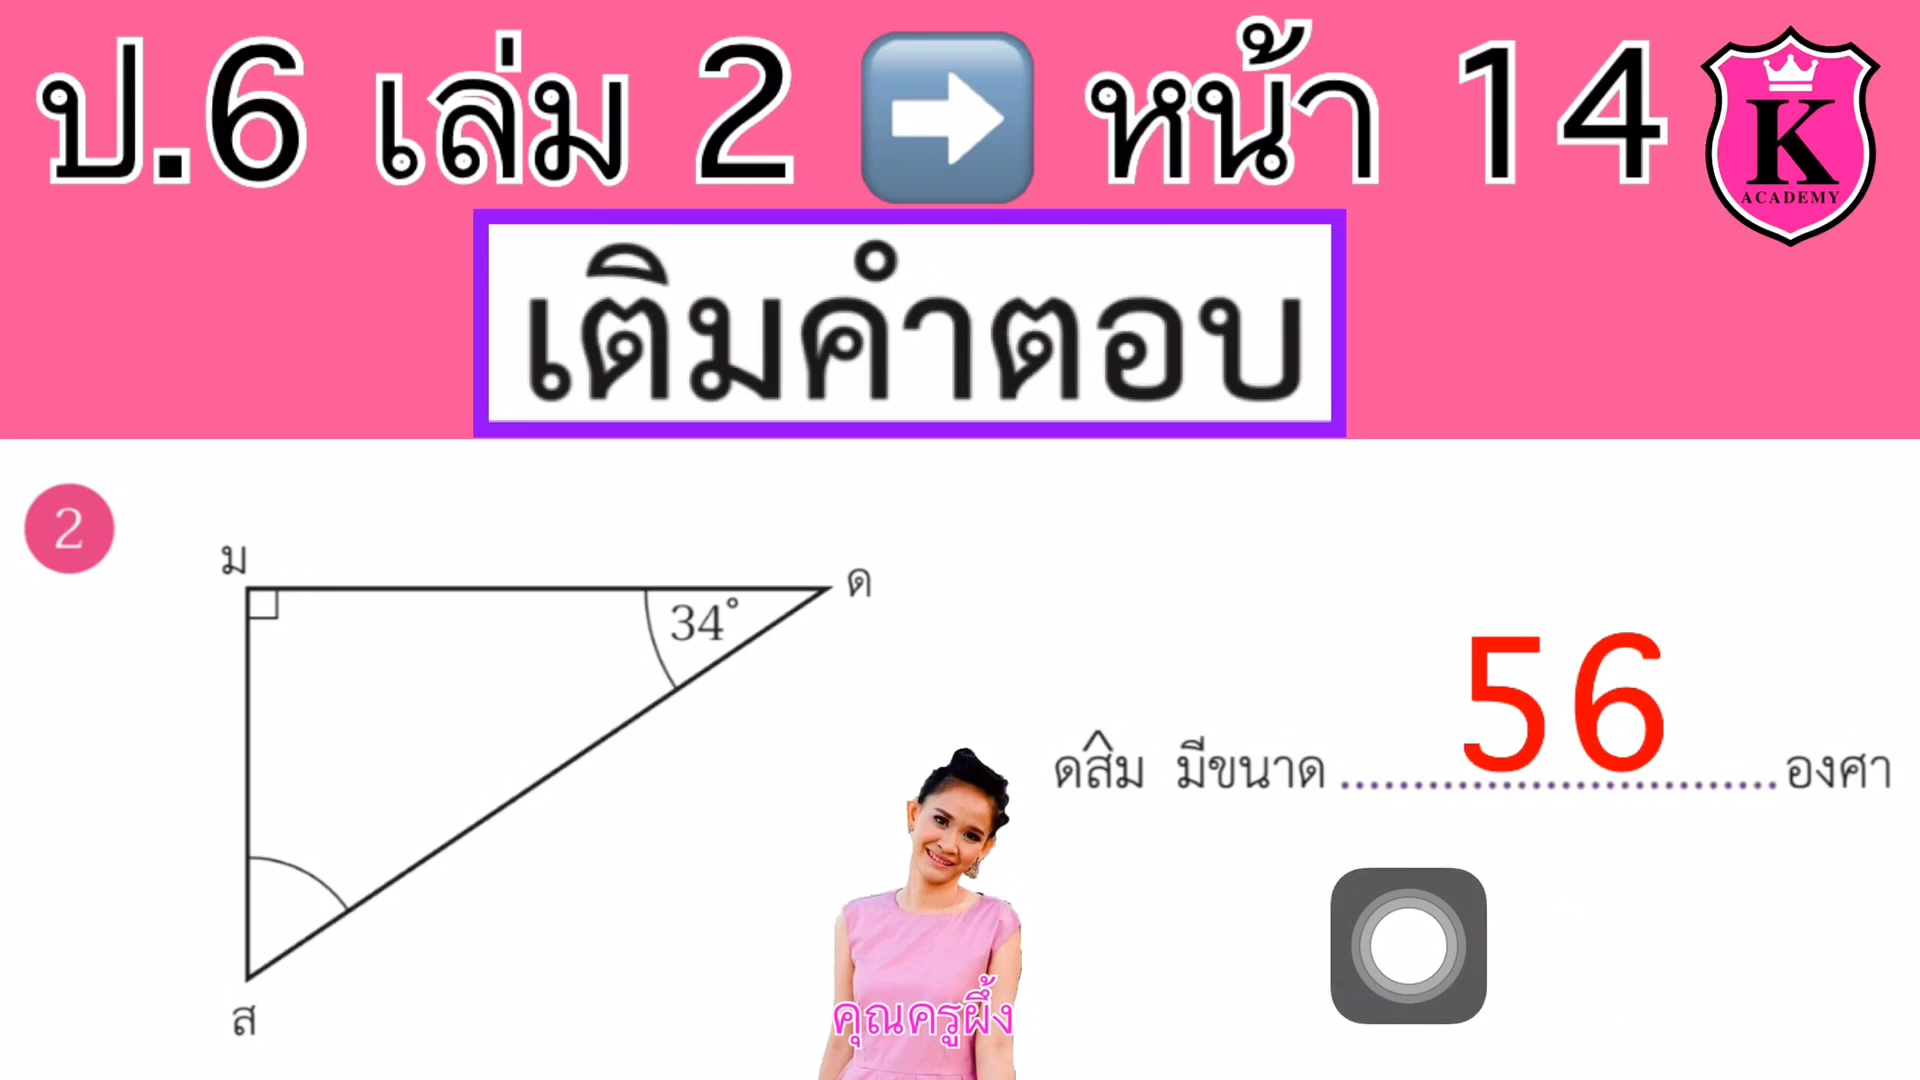 ป.6 เล่ม 2 ➡ หน้า 14
K
ACADEMY
เติมคำตอบ
2
ม
ด
34°
56
ดสิ̂ม มีขนาด .............................. องศา
ส
คุณครูผึ้ง